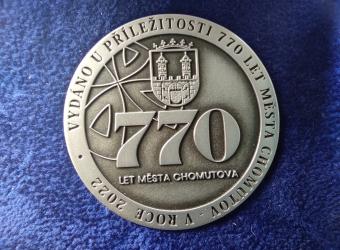 VYDÁNO U PŘÍLEŽITOSTI 770 LET MĚSTA CHOMUTOV - V ROCE 2022 •
770
LET MĚSTA CHOMUTOVA